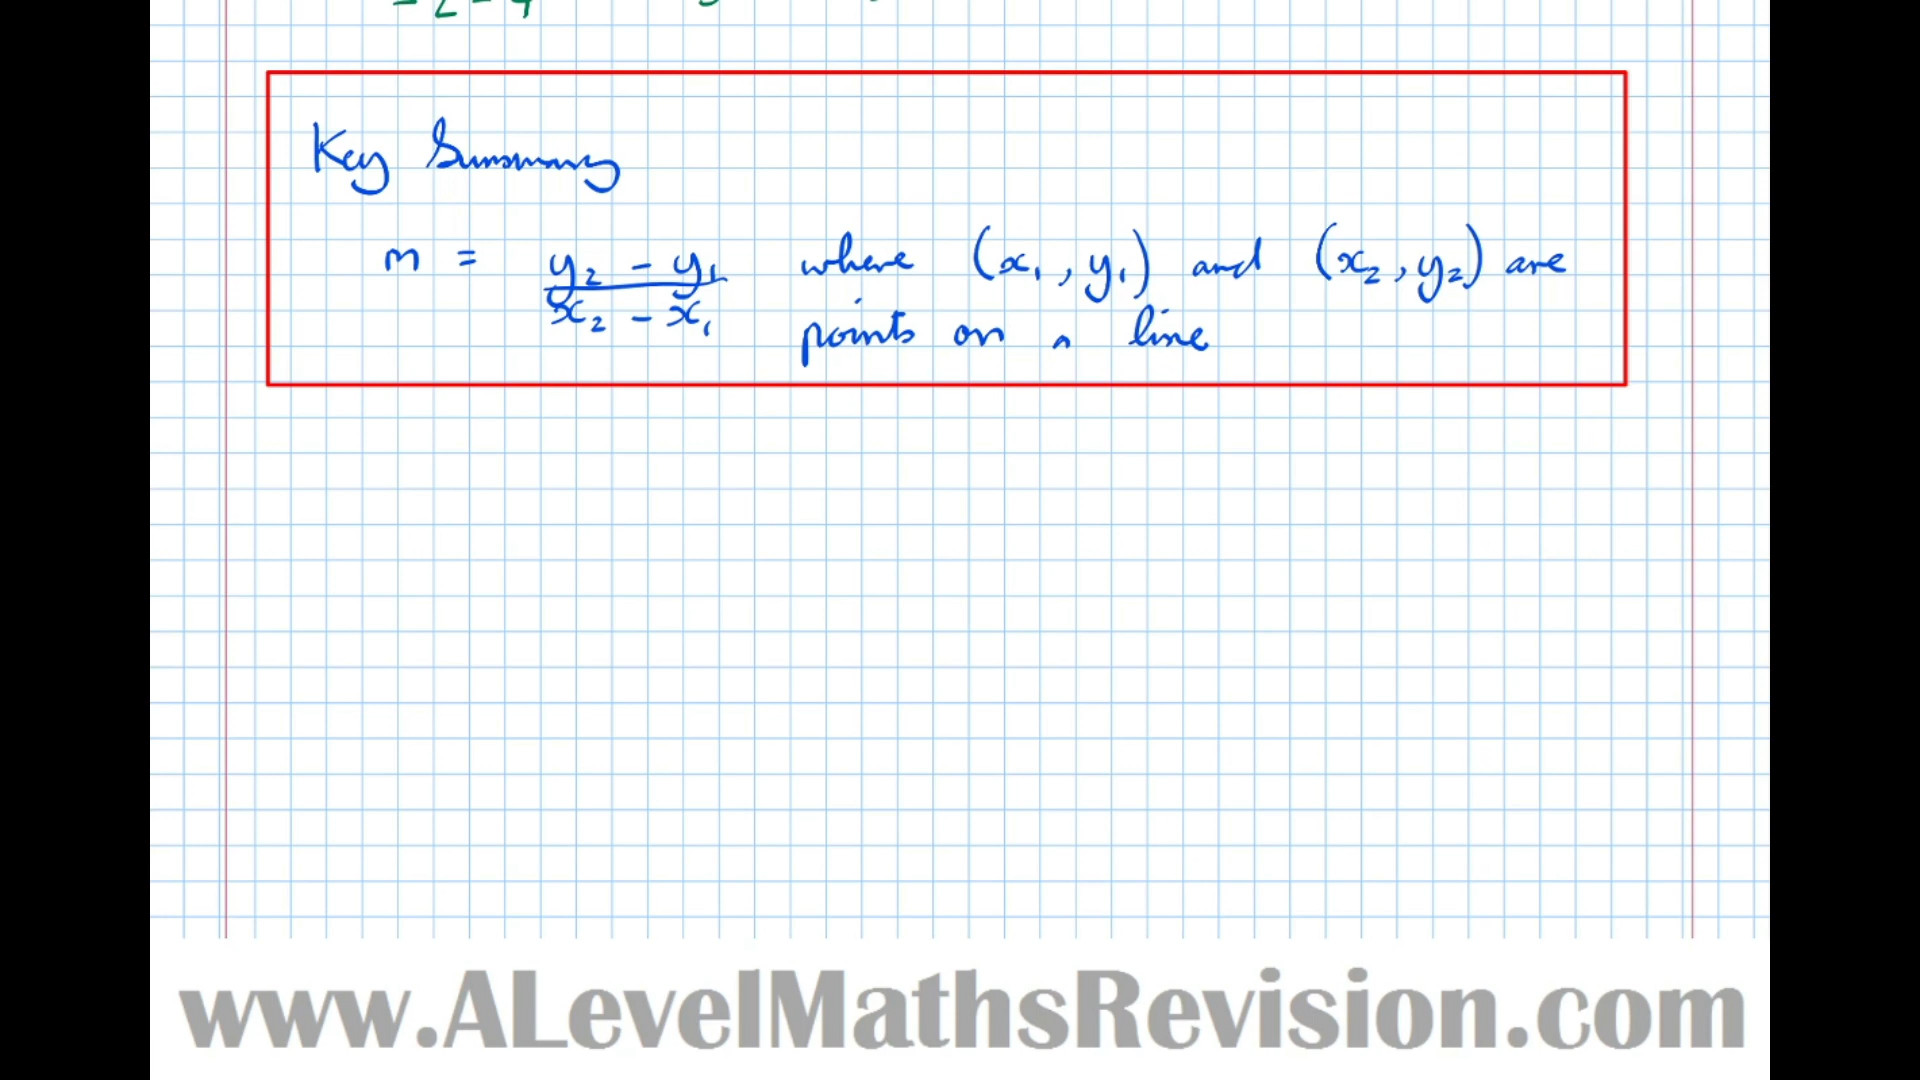 Key Summary
m = y₂ - y₁ / x₂ - x₁ where (x₁, y₁) and (x₂, y₂) are
points on a line
www.ALevelMathsRevision.com